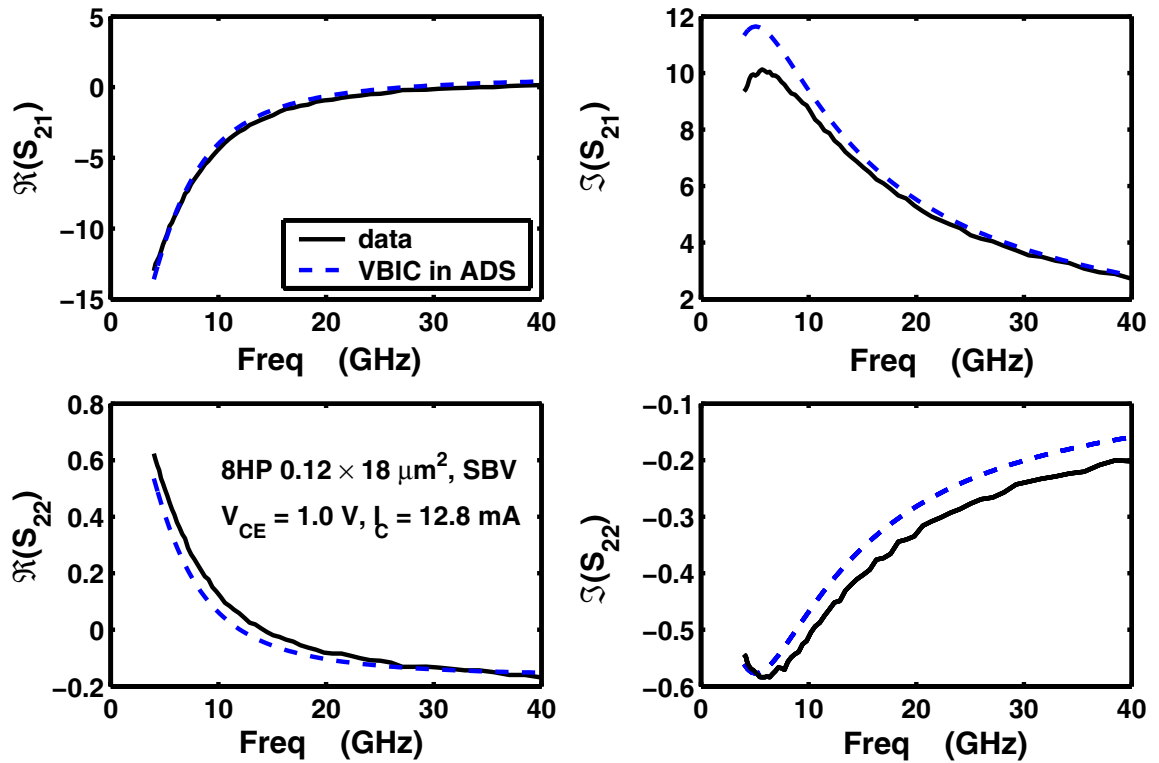 5
0
−5
−10
−15
ℜ(S21)
data
VBIC in ADS
0 10 20 30 40
Freq (GHz)
12
10
8
6
4
2
ℑ(S21)
0 10 20 30 40
Freq (GHz)
0.8
0.6
0.4
0.2
0
−0.2
ℜ(S22)
8HP 0.12 × 18 μm², SBV
VCE = 1.0 V, IC = 12.8 mA
0 10 20 30 40
Freq (GHz)
−0.1
−0.2
−0.3
−0.4
−0.5
−0.6
ℑ(S22)
0 10 20 30 40
Freq (GHz)